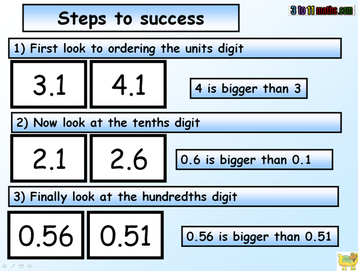 Steps to success
3 to 11 maths.com
1) First look to ordering the units digit
3.1 4.1
4 is bigger than 3
2) Now look at the tenths digit
2.1 2.6
0.6 is bigger than 0.1
3) Finally look at the hundredths digit
0.56 0.51
0.56 is bigger than 0.51